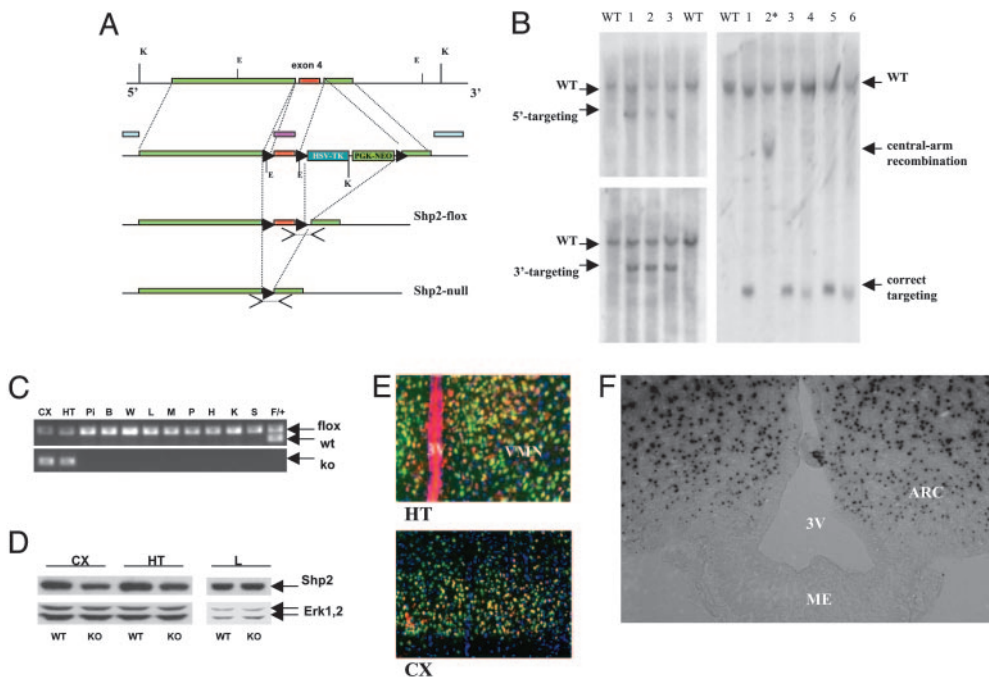 A
K
E
exon 4
E
K
5'
3'
HSV-TK
PGK-NEO
E
E
K
Shp2-flox
Shp2-null
B
WT 1 2 3 WT
WT
5'-targeting
WT
3'-targeting
WT 1 2* 3 4 5 6
WT
central-arm
recombination
correct
targeting
C
CX HT Pi B W L M P H K S F/+
flox
wt
ko
D
CX HT L
Shp2
Erk1,2
WT KO WT KO WT KO
E
3V
VMN
HT
CX
F
ARC
3V
ME